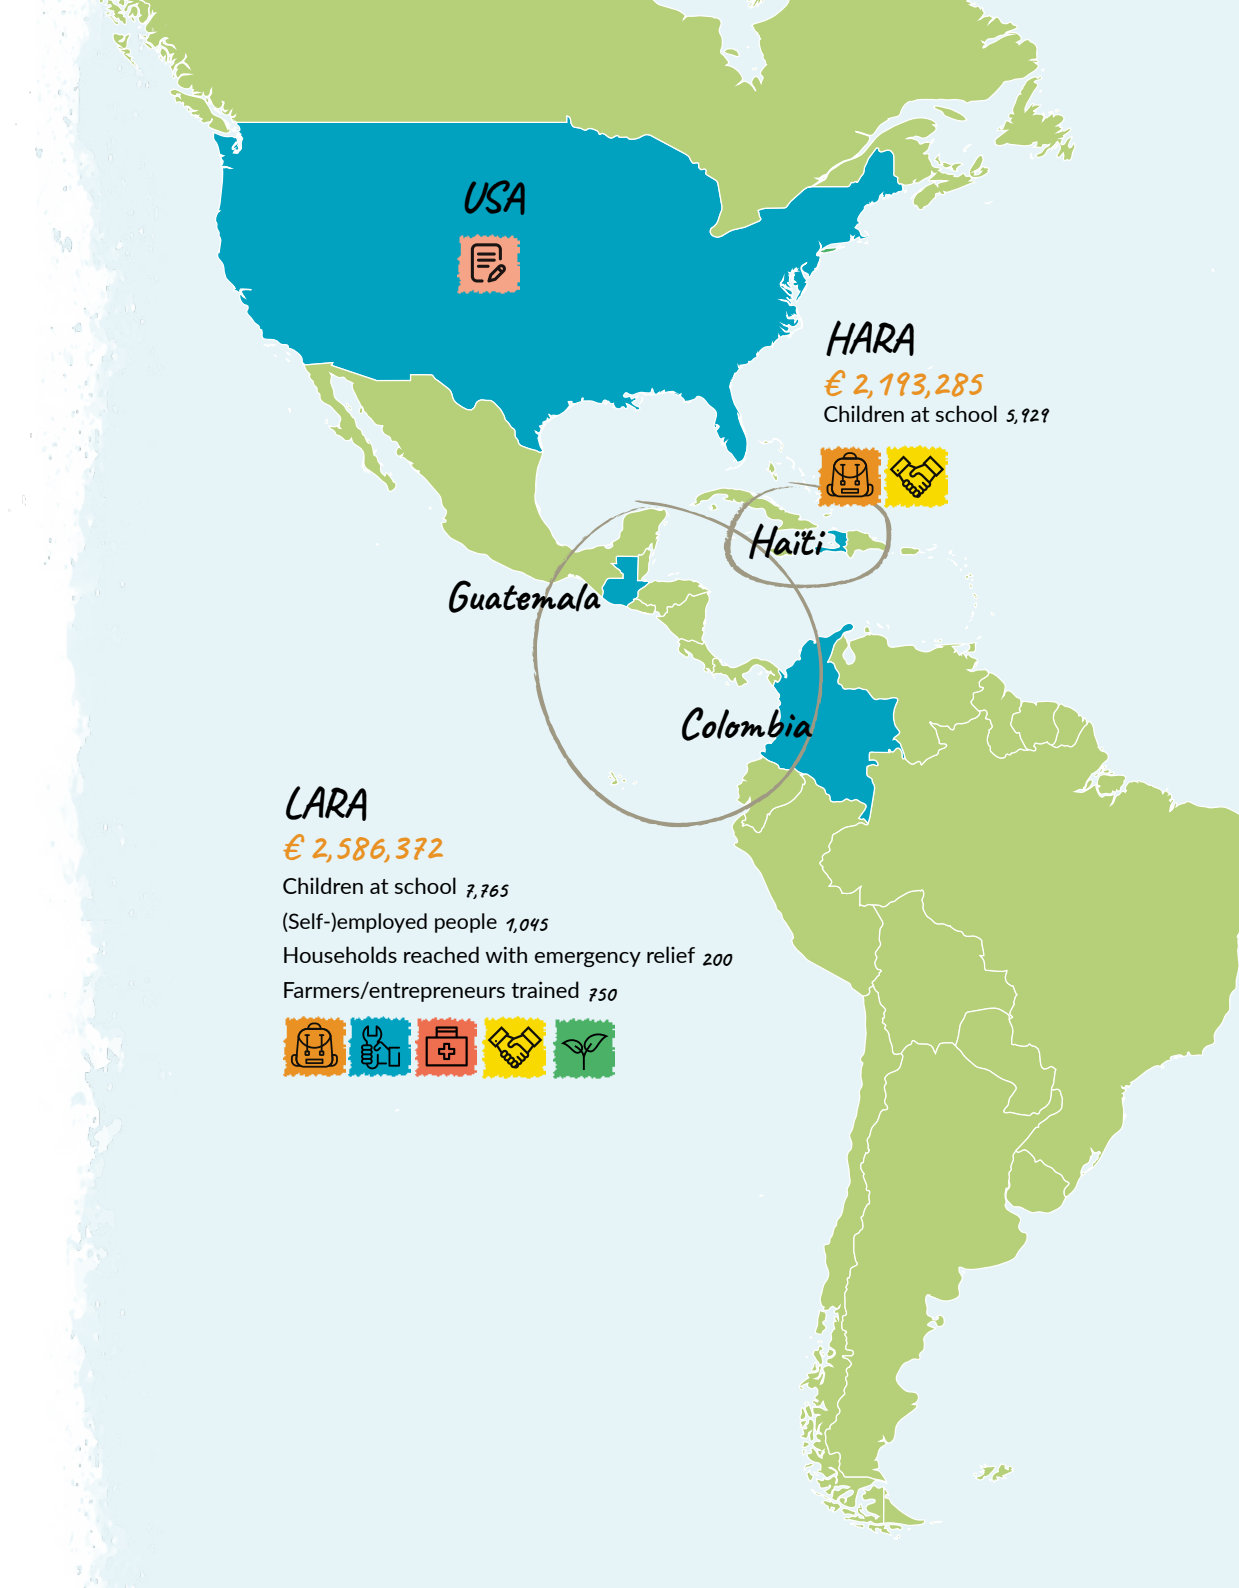 USA
HARA
€ 2,193,285
Children at school 5,929
Haïti
Guatemala
Colombia
LARA
€ 2,586,372
Children at school 7,765
(Self-)employed people 1,045
Households reached with emergency relief 200
Farmers/entrepreneurs trained 750